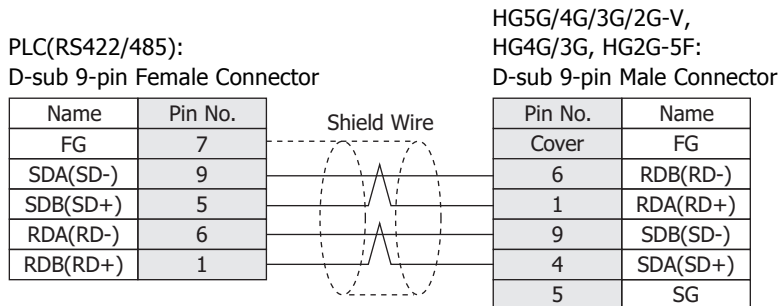 HG5G/4G/3G/2G-V,
PLC(RS422/485): HG4G/3G, HG2G-5F:
D-sub 9-pin Female Connector D-sub 9-pin Male Connector
Name Pin No. Shield Wire Pin No. Name
FG 7 Cover FG
SDA(SD-) 9 6 RDB(RD-)
SDB(SD+) 5 1 RDA(RD+)
RDA(RD-) 6 9 SDB(SD-)
RDB(RD+) 1 4 SDA(SD+)
5 SG